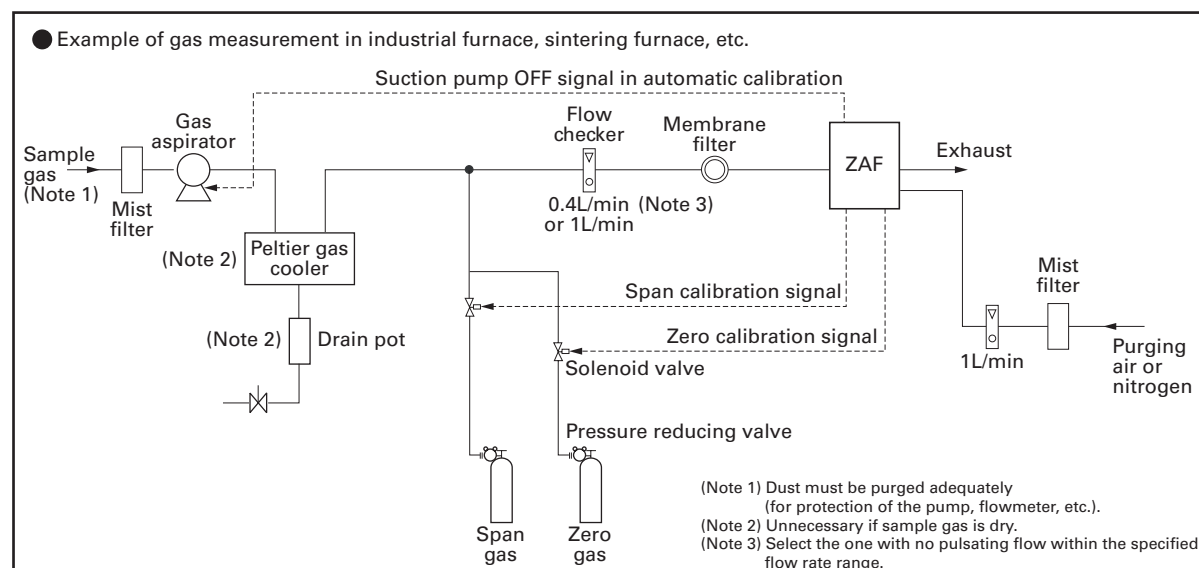 ● Example of gas measurement in industrial furnace, sintering furnace, etc.
Suction pump OFF signal in automatic calibration
Gas
aspirator
Flow
checker
Membrane
filter
Sample
gas
(Note 1)
Mist
filter
ZAF
Exhaust
0.4L/min (Note 3)
or 1L/min
(Note 2)
Peltier gas
cooler
Span calibration signal
Mist
filter
(Note 2)
Drain pot
Zero calibration signal
Solenoid valve
1L/min
Purging
air or
nitrogen
Pressure reducing valve
Span
gas
Zero
gas
(Note 1) Dust must be purged adequately
(for protection of the pump, flowmeter, etc.).
(Note 2) Unnecessary if sample gas is dry.
(Note 3) Select the one with no pulsating flow within the specified
flow rate range.